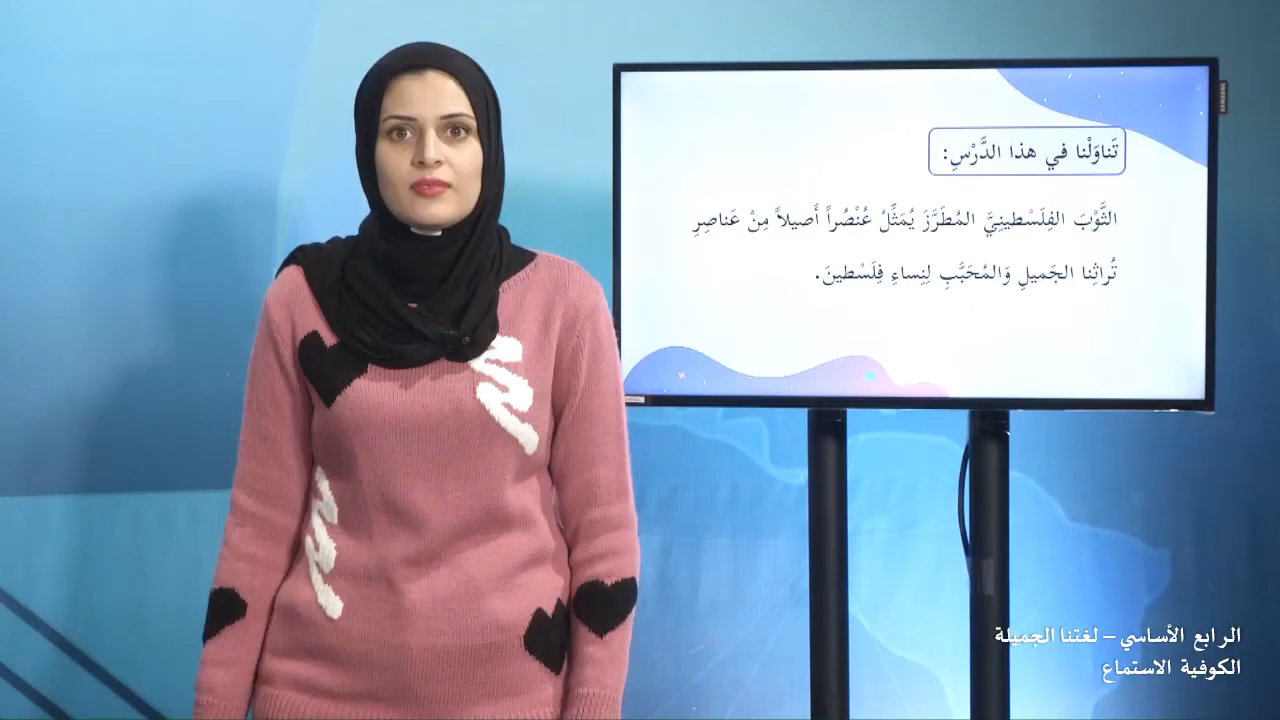 تَناوَلْنا في هذا الدَّرْسِ:
الثَّوْبَ الفِلَسْطينِيَّ المُطَرَّزَ يُمَثِّلُ عُنْصُراً أَصيلاً مِنْ عَناصِرِ
تُراثِنا الجَميلِ وَالمُحَبَّبِ لِنِساءِ فِلَسْطينَ.
SAMSUNG
الرابع الأساسي – لغتنا الجميلة
الكوفية الاستماع